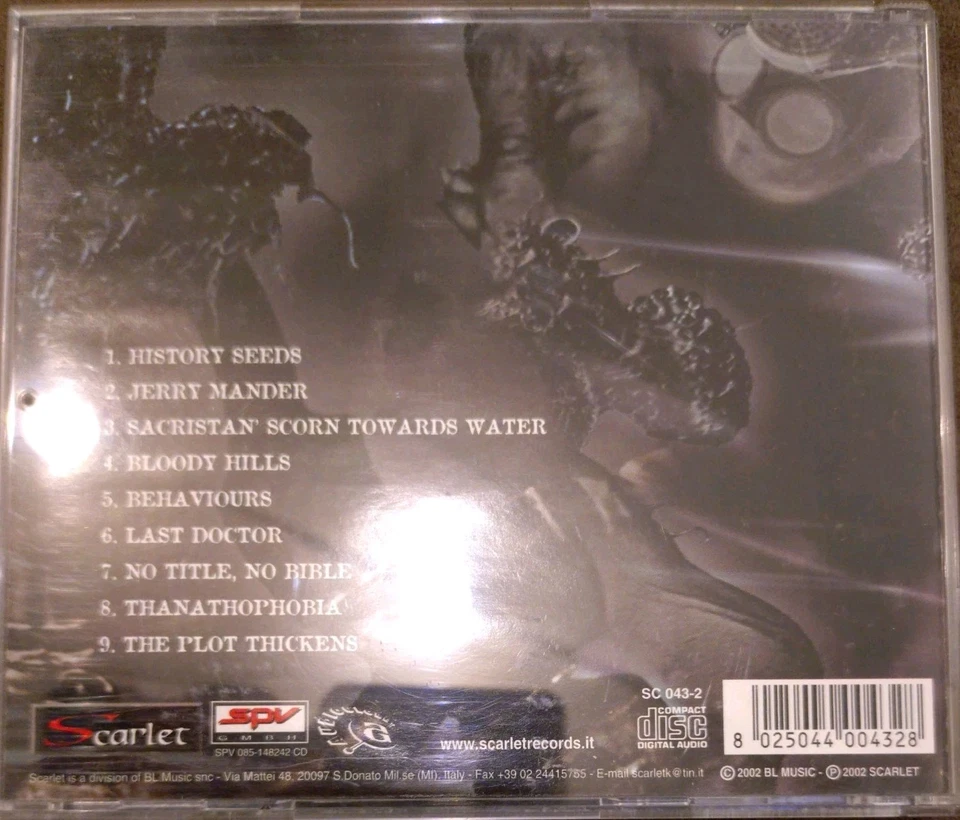 1. HISTORY SEEDS
2. JERRY MANDER
3. SACRISTAN' SCORN TOWARDS WATER
4. BLOODY HILLS
5. BEHAVIOURS
6. LAST DOCTOR
7. NO TITLE, NO BIBLE
8. THANATHOPHOBIA
9. THE PLOT THICKENS
Scarlet
SPV
GMBH
SPV 085-148242 CD
www.scarletrecords.it
SC 043-2
COMPACT
disc
DIGITAL AUDIO
8 025044 004328
Scarlet is a division of BL Music snc - Via Mattei 48, 20097 S.Donato Mil.se (MI), Italy - Fax +39 02 24415785 - E-mail scarletk@tin.it
©2002 BL MUSIC - ℗2002 SCARLET